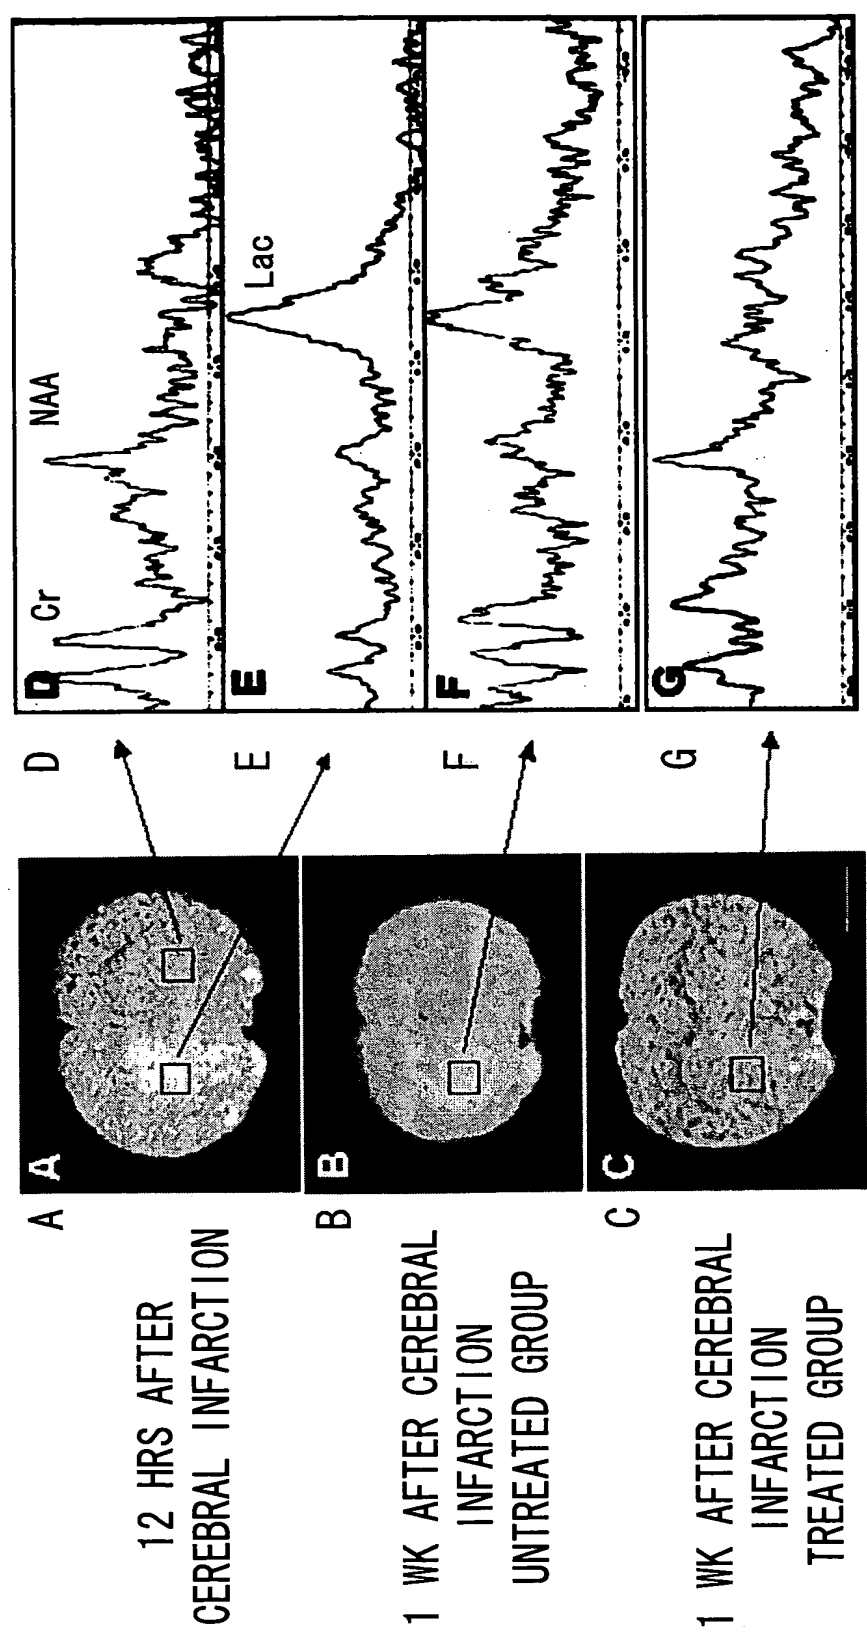 12 HRS AFTER
CEREBRAL INFARCTION
A
A
D
D
Cr
NAA
E
E
Lac
1 WK AFTER CEREBRAL
INFARCTION
UNTREATED GROUP
B
B
F
F
1 WK AFTER CEREBRAL
INFARCTION
TREATED GROUP
C
C
G
G